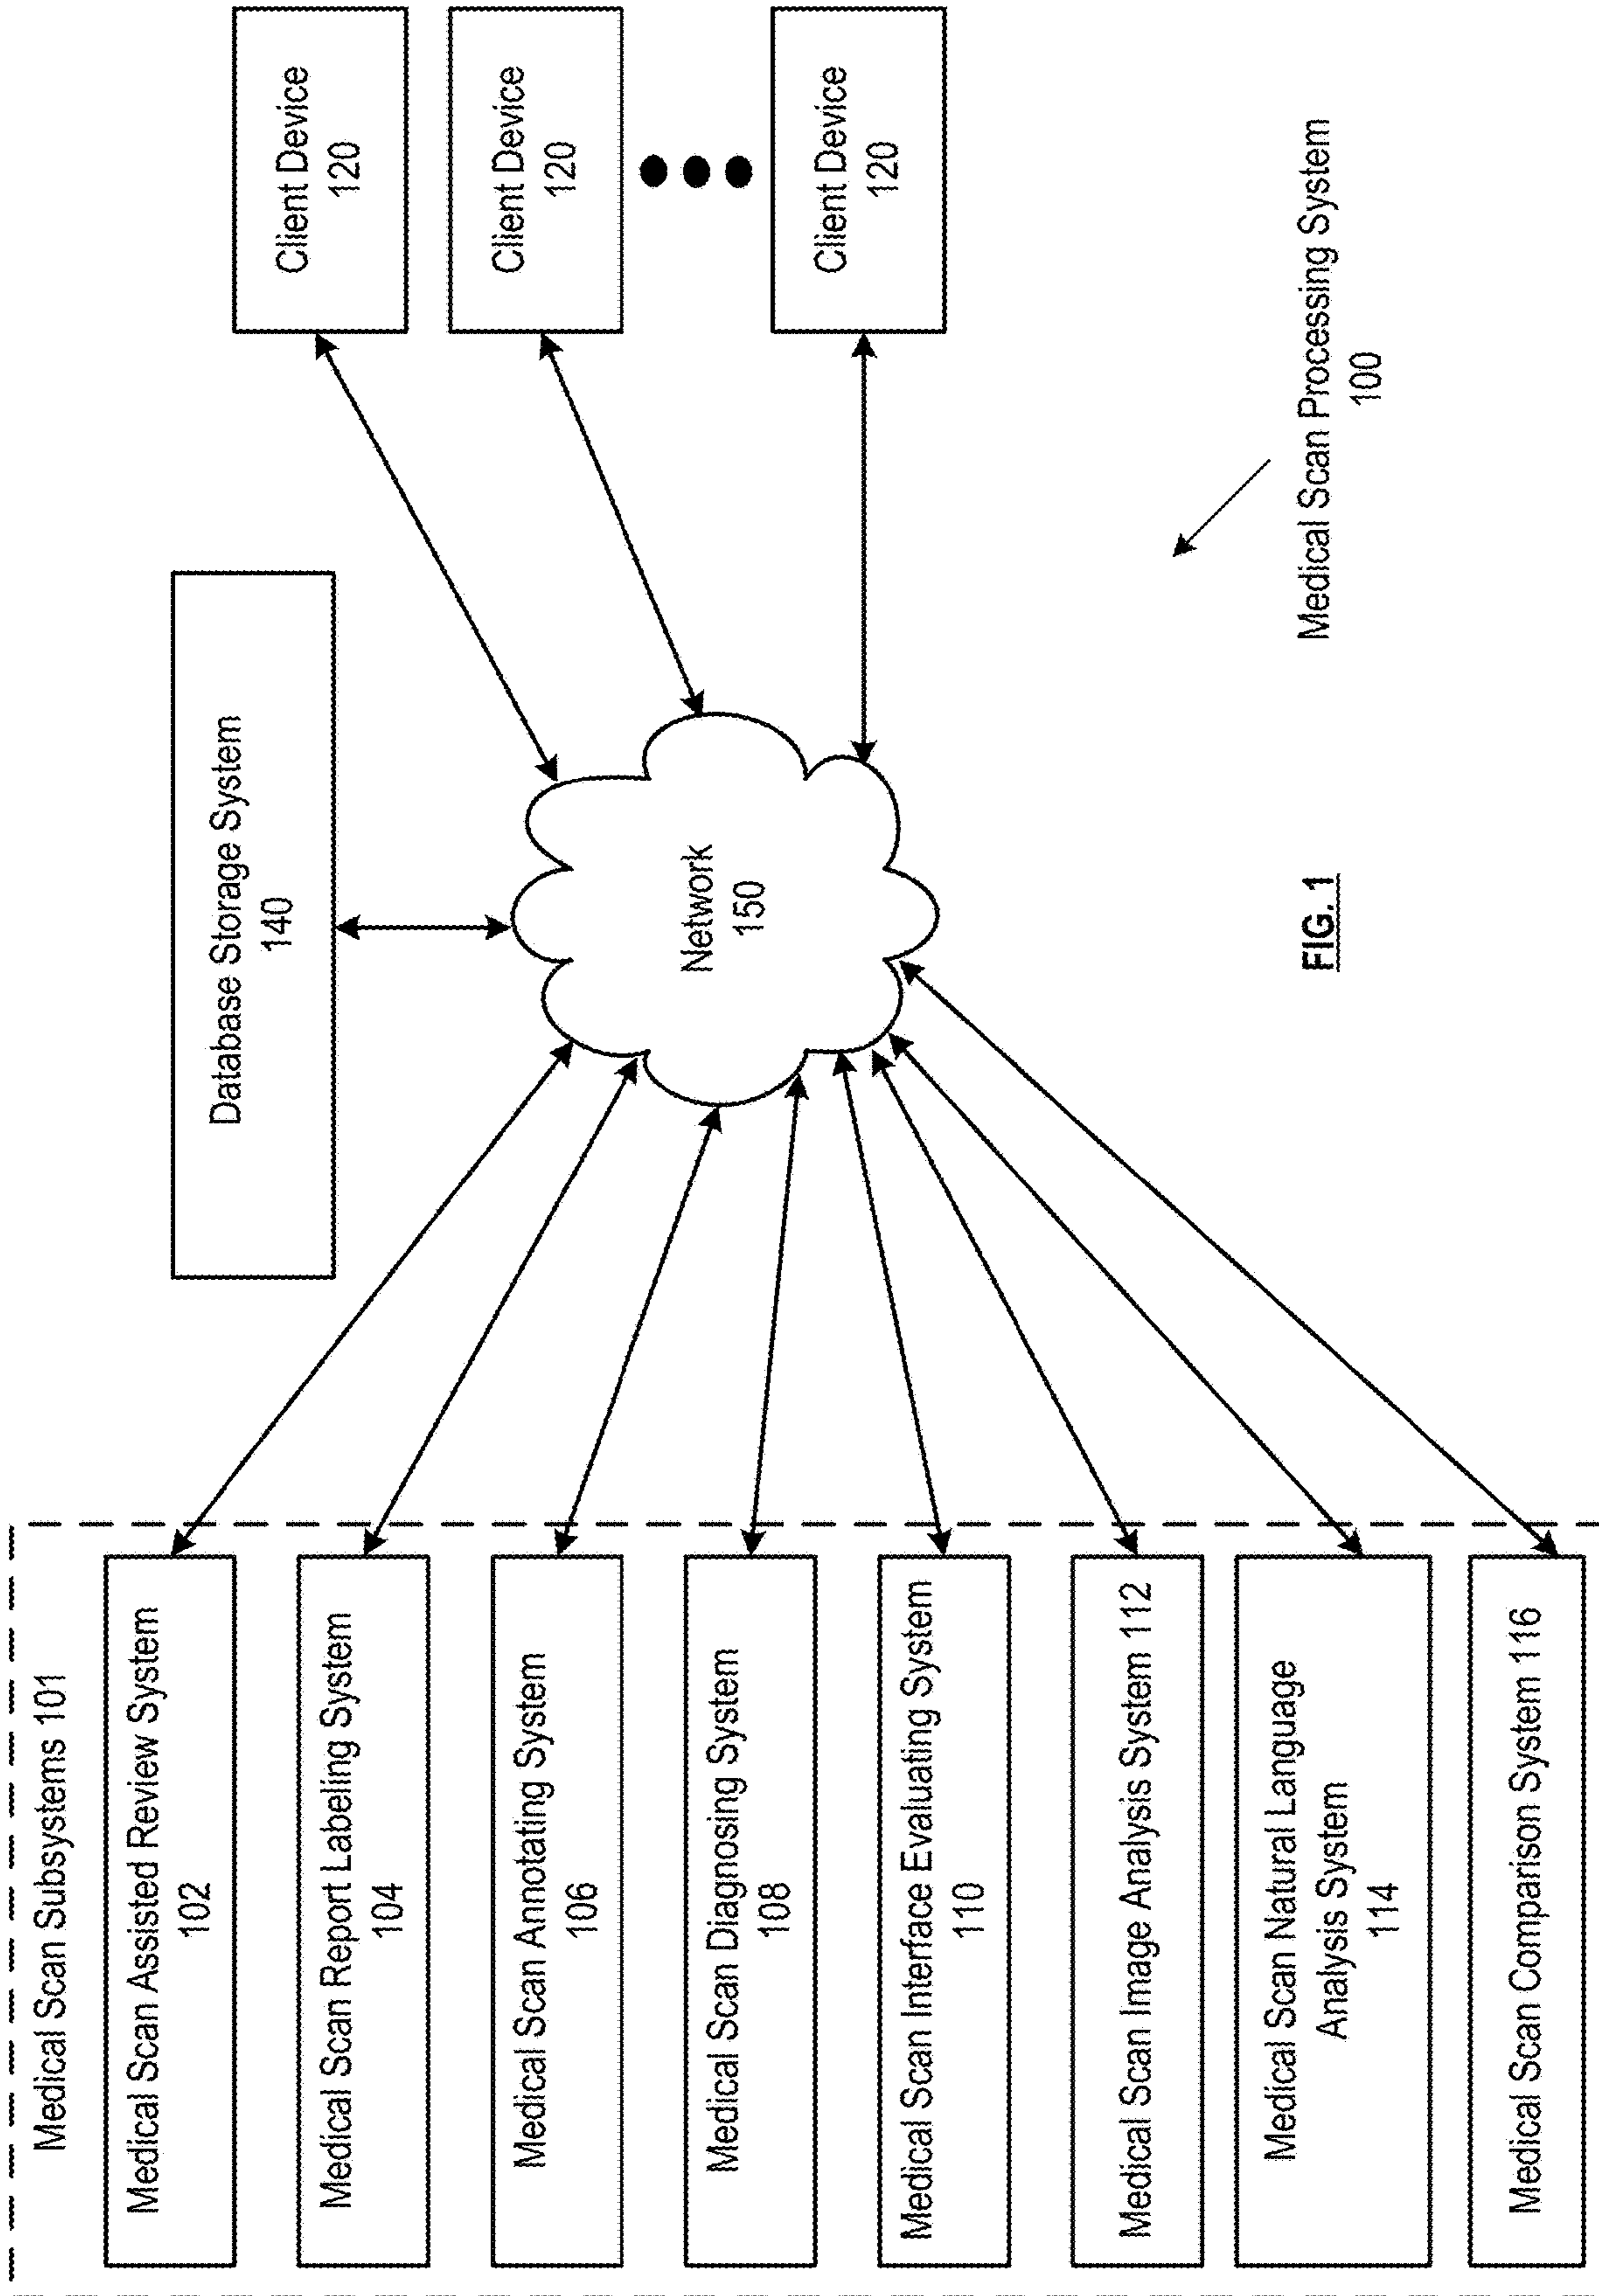 Medical Scan Subsystems 101
Medical Scan Assisted Review System
102
Medical Scan Report Labeling System
104
Medical Scan Annotating System
106
Medical Scan Diagnosing System
108
Medical Scan Interface Evaluating System
110
Medical Scan Image Analysis System 112
Medical Scan Natural Language
Analysis System
114
Medical Scan Comparison System 116
Database Storage System
140
Network
150
Client Device
120
Client Device
120
Client Device
120
Medical Scan Processing System
100
FIG. 1